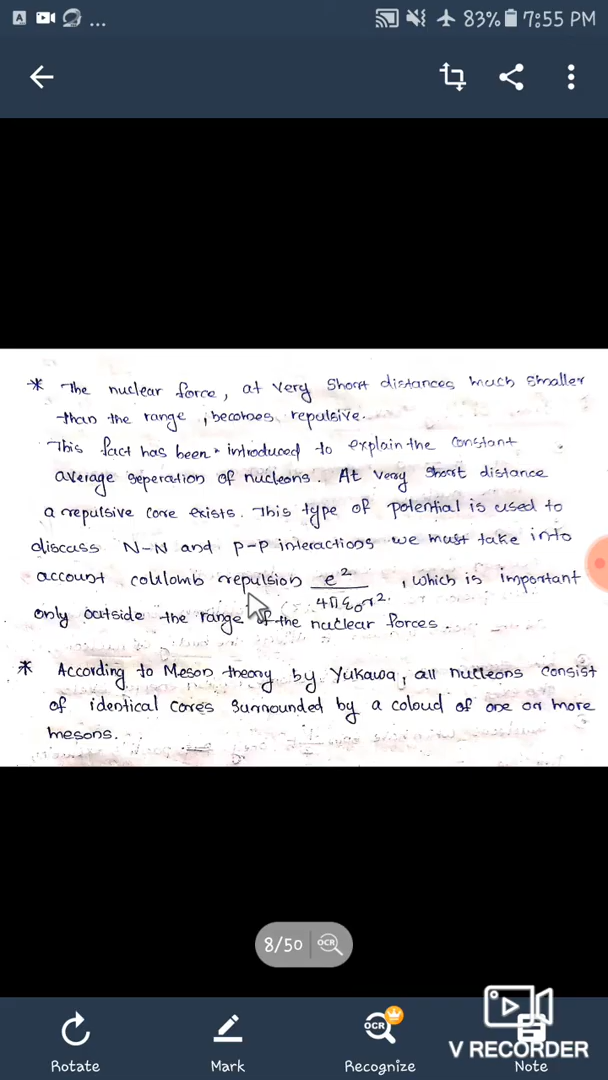 A ... 83% 7:55 PM
* The nuclear force, at very short distances much smaller
than the range, becomes repulsive.
This fact has been introduced to explain the constant
average seperation of nucleons. At very short distance
a repulsive core exists. This type of potential is used to
discuss N-N and P-P interactions we must take into
account coulomb repulsion e²/4πε₀r², which is important
only outside the range of the nuclear forces.
* According to Meson theory by Yukawa, all nucleons consist
of identical cores surrounded by a coloud of one or more
mesons.
8/50 OCR
OCR
Rotate Mark Recognize Note
V RECORDER